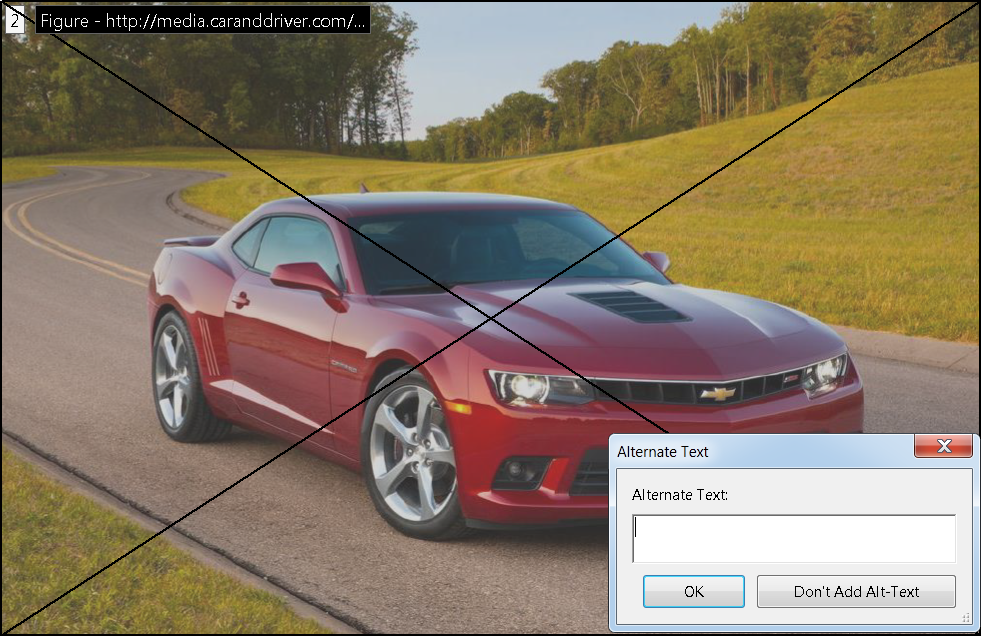 2
Figure - http://media.caranddriver.com/...
Alternate Text
Alternate Text:
OK
Don't Add Alt-Text